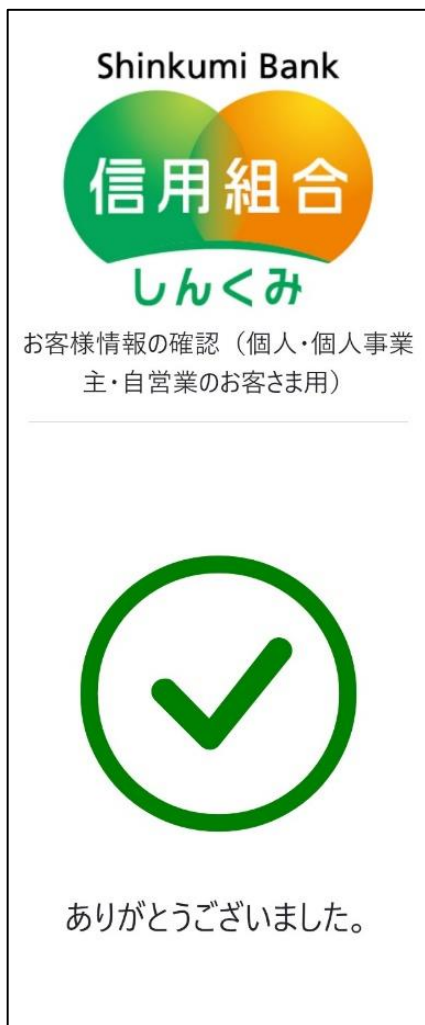 Shinkumi Bank
信用組合
しんくみ
お客様情報の確認（個人・個人事業
主・自営業のお客さま用）
ありがとうございました。